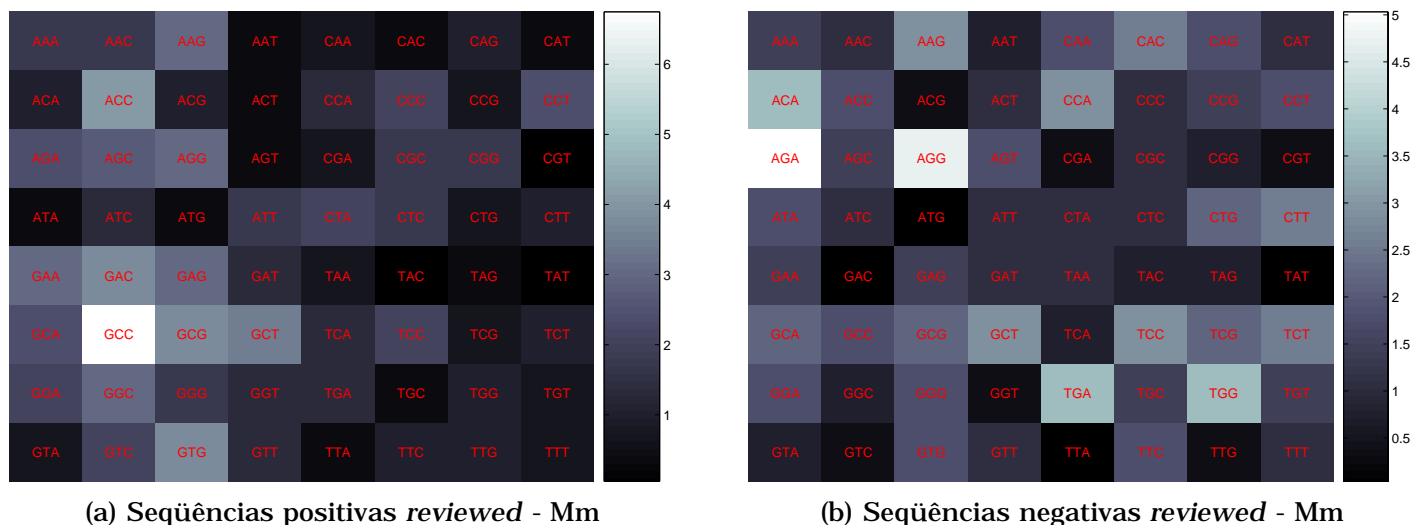 AAA AAC AAG AAT CAA CAC CAG CAT
ACA ACC ACG ACT CCA CCC CCG CCT
AGA AGC AGG AGT CGA CGC CGG CGT
ATA ATC ATG ATT CTA CTC CTG CTT
GAA GAC GAG GAT TAA TAC TAG TAT
GCA GCC GCG GCT TCA TCC TCG TCT
GGA GGC GGG GGT TGA TGC TGG TGT
GTA GTC GTG GTT TTA TTC TTG TTT
6
5
4
3
2
1
(a) Seqüências positivas reviewed - Mm
AAA AAC AAG AAT CAA CAC CAG CAT
ACA ACC ACG ACT CCA CCC CCG CCT
AGA AGC AGG AGT CGA CGC CGG CGT
ATA ATC ATG ATT CTA CTC CTG CTT
GAA GAC GAG GAT TAA TAC TAG TAT
GCA GCC GCG GCT TCA TCC TCG TCT
GGA GGC GGG GGT TGA TGC TGG TGT
GTA GTC GTG GTT TTA TTC TTG TTT
5
4.5
4
3.5
3
2.5
2
1.5
1
0.5
(b) Seqüências negativas reviewed - Mm